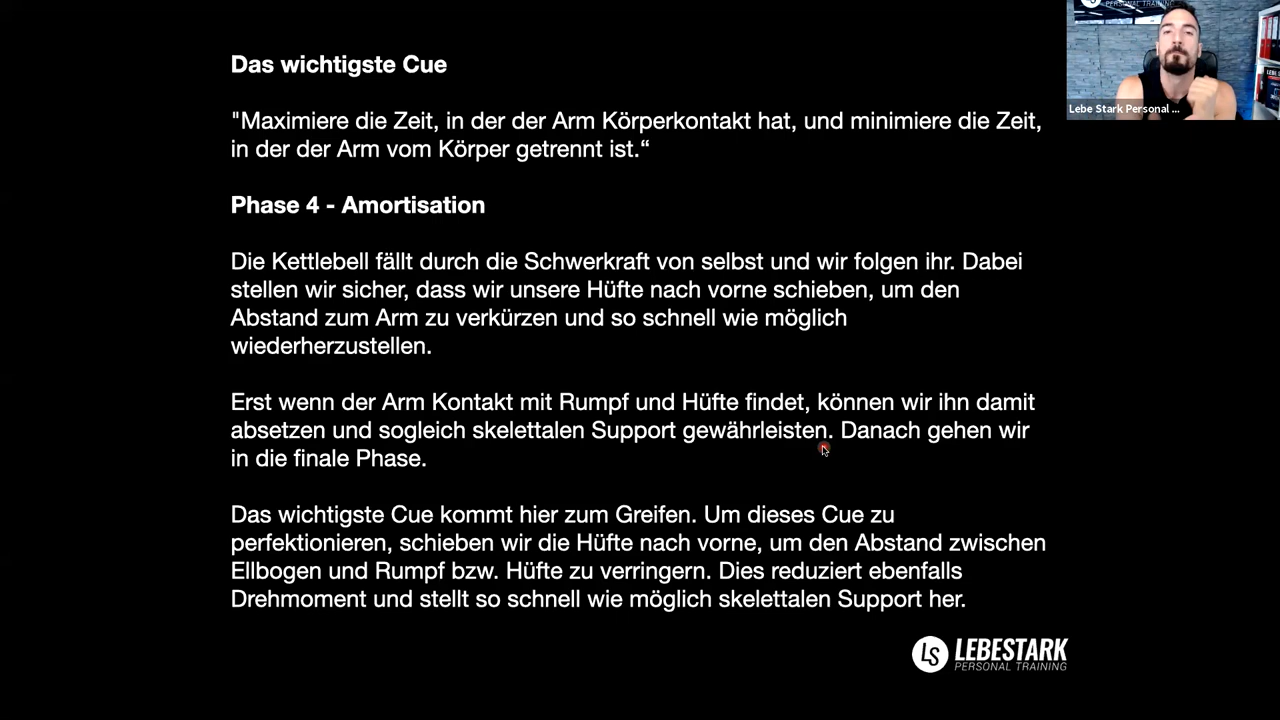 Das wichtigste Cue
"Maximiere die Zeit, in der der Arm Körperkontakt hat, und minimiere die Zeit,
in der der Arm vom Körper getrennt ist.“
Phase 4 - Amortisation
Die Kettlebell fällt durch die Schwerkraft von selbst und wir folgen ihr. Dabei
stellen wir sicher, dass wir unsere Hüfte nach vorne schieben, um den
Abstand zum Arm zu verkürzen und so schnell wie möglich
wiederherzustellen.
Erst wenn der Arm Kontakt mit Rumpf und Hüfte findet, können wir ihn damit
absetzen und sogleich skelettalen Support gewährleisten. Danach gehen wir
in die finale Phase.
Das wichtigste Cue kommt hier zum Greifen. Um dieses Cue zu
perfektionieren, schieben wir die Hüfte nach vorne, um den Abstand zwischen
Ellbogen und Rumpf bzw. Hüfte zu verringern. Dies reduziert ebenfalls
Drehmoment und stellt so schnell wie möglich skelettalen Support her.
LS LEBESTARK
PERSONAL TRAINING
PERSONAL TRAINING
Lebe Stark Personal ...